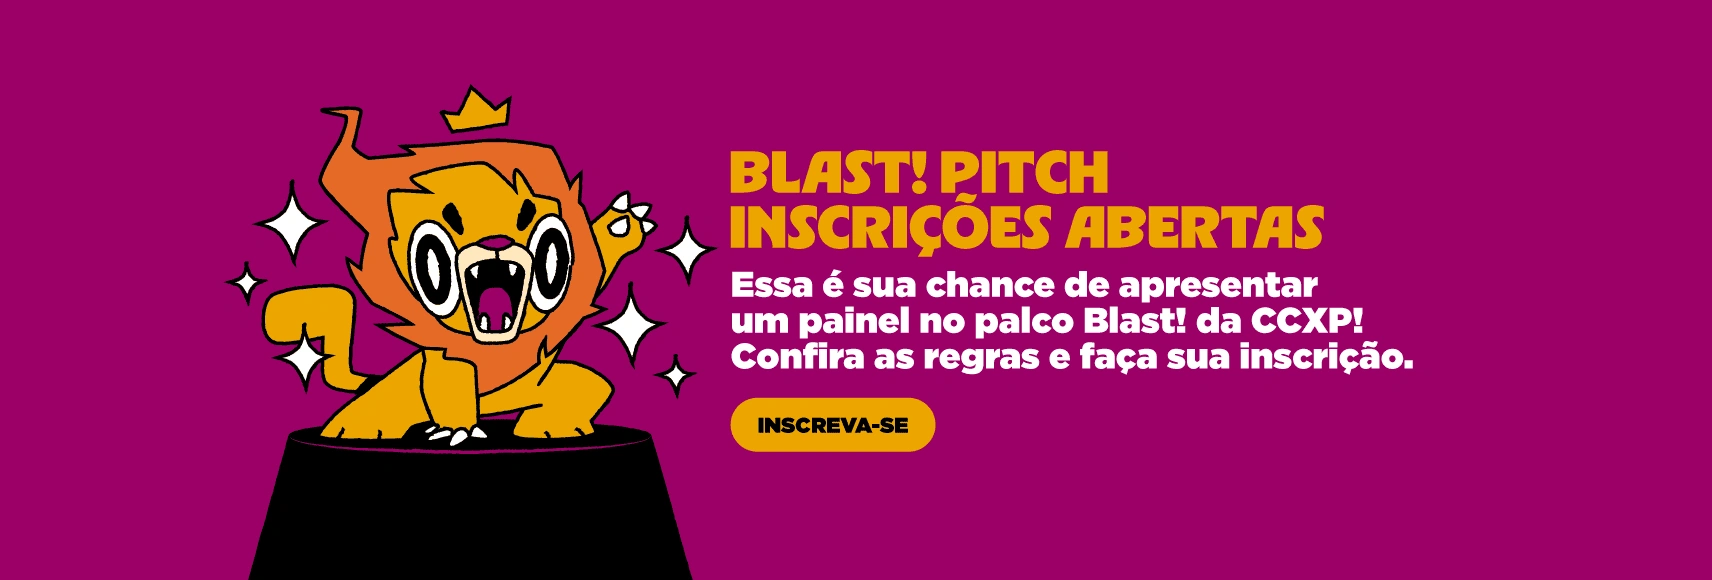 BLAST! PITCH
INSCRIÇÕES ABERTAS
Essa é sua chance de apresentar
um painel no palco Blast! da CCXP!
Confira as regras e faça sua inscrição.
INSCREVA-SE